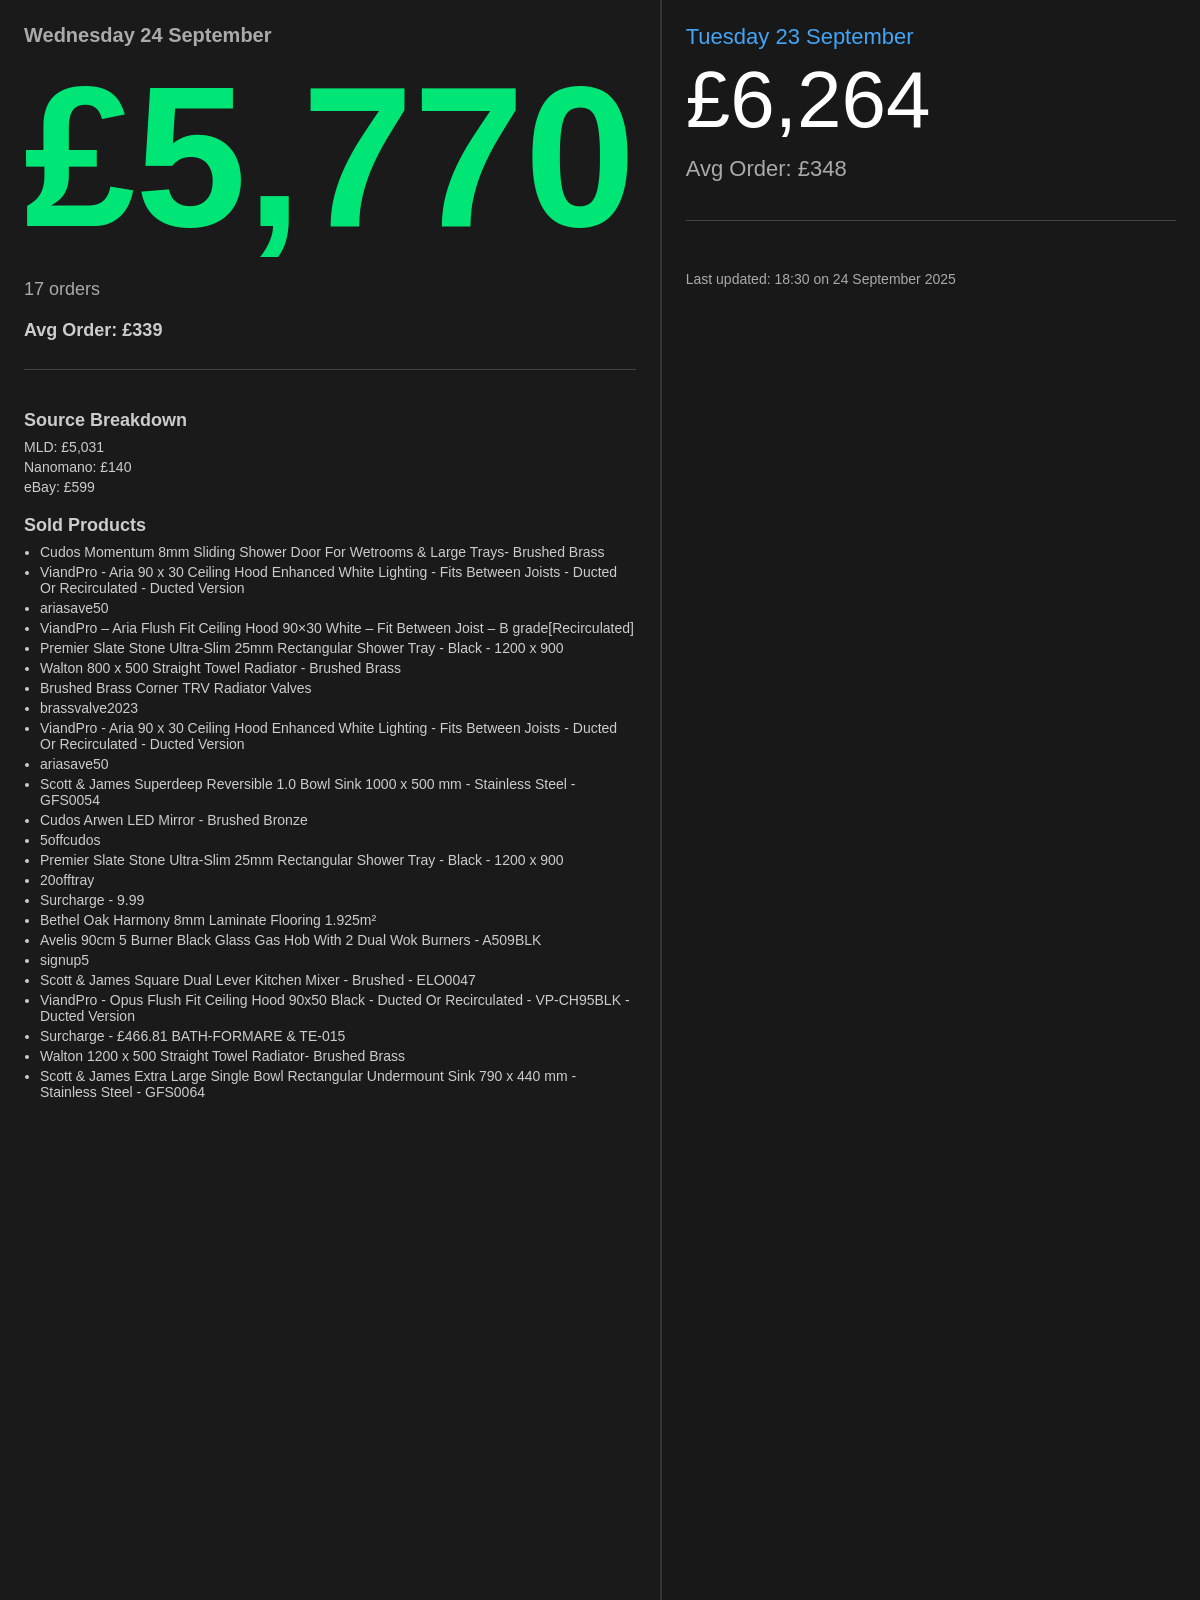 Wednesday 24 September
£5,770
17 orders
Avg Order: £339
Source Breakdown
MLD: £5,031
Nanomano: £140
eBay: £599
Sold Products
• Cudos Momentum 8mm Sliding Shower Door For Wetrooms & Large Trays- Brushed Brass
• ViandPro - Aria 90 x 30 Ceiling Hood Enhanced White Lighting - Fits Between Joists - Ducted
Or Recirculated - Ducted Version
• ariasave50
• ViandPro – Aria Flush Fit Ceiling Hood 90×30 White – Fit Between Joist – B grade[Recirculated]
• Premier Slate Stone Ultra-Slim 25mm Rectangular Shower Tray - Black - 1200 x 900
• Walton 800 x 500 Straight Towel Radiator - Brushed Brass
• Brushed Brass Corner TRV Radiator Valves
• brassvalve2023
• ViandPro - Aria 90 x 30 Ceiling Hood Enhanced White Lighting - Fits Between Joists - Ducted
Or Recirculated - Ducted Version
• ariasave50
• Scott & James Superdeep Reversible 1.0 Bowl Sink 1000 x 500 mm - Stainless Steel -
GFS0054
• Cudos Arwen LED Mirror - Brushed Bronze
• 5offcudos
• Premier Slate Stone Ultra-Slim 25mm Rectangular Shower Tray - Black - 1200 x 900
• 20offtray
• Surcharge - 9.99
• Bethel Oak Harmony 8mm Laminate Flooring 1.925m²
• Avelis 90cm 5 Burner Black Glass Gas Hob With 2 Dual Wok Burners - A509BLK
• signup5
• Scott & James Square Dual Lever Kitchen Mixer - Brushed - ELO0047
• ViandPro - Opus Flush Fit Ceiling Hood 90x50 Black - Ducted Or Recirculated - VP-CH95BLK -
Ducted Version
• Surcharge - £466.81 BATH-FORMARE & TE-015
• Walton 1200 x 500 Straight Towel Radiator- Brushed Brass
• Scott & James Extra Large Single Bowl Rectangular Undermount Sink 790 x 440 mm -
Stainless Steel - GFS0064
Tuesday 23 September
£6,264
Avg Order: £348
Last updated: 18:30 on 24 September 2025